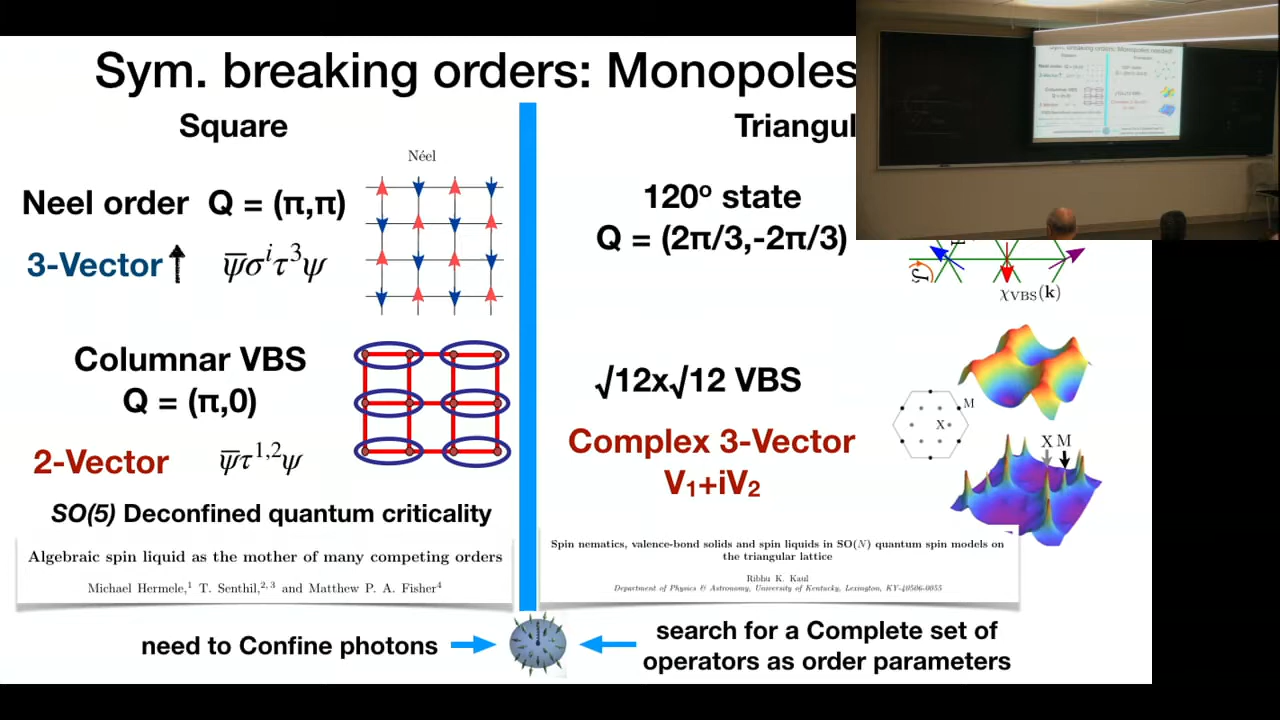 Sym. breaking orders: Monopoles
Square
Néel
Neel order Q = (π,π)
3-Vector ψ̅σⁱτ³ψ
Columnar VBS
Q = (π,0)
2-Vector ψ̅τ¹,²ψ
SO(5) Deconfined quantum criticality
Algebraic spin liquid as the mother of many competing orders
Michael Hermele,¹ T. Senthil,²,³ and Matthew P. A. Fisher⁴
need to Confine photons
Triangul
120º state
Q = (2π/3,-2π/3)
χVBS(k)
√12x√12 VBS
M
X
X M
Complex 3-Vector
V₁+iV₂
Spin nematics, valence-bond solids and spin liquids in SO(N) quantum spin models on
the triangular lattice
Ribhu K. Kaul
Department of Physics & Astronomy, University of Kentucky, Lexington, KY-40506-0055
search for a Complete set of
operators as order parameters